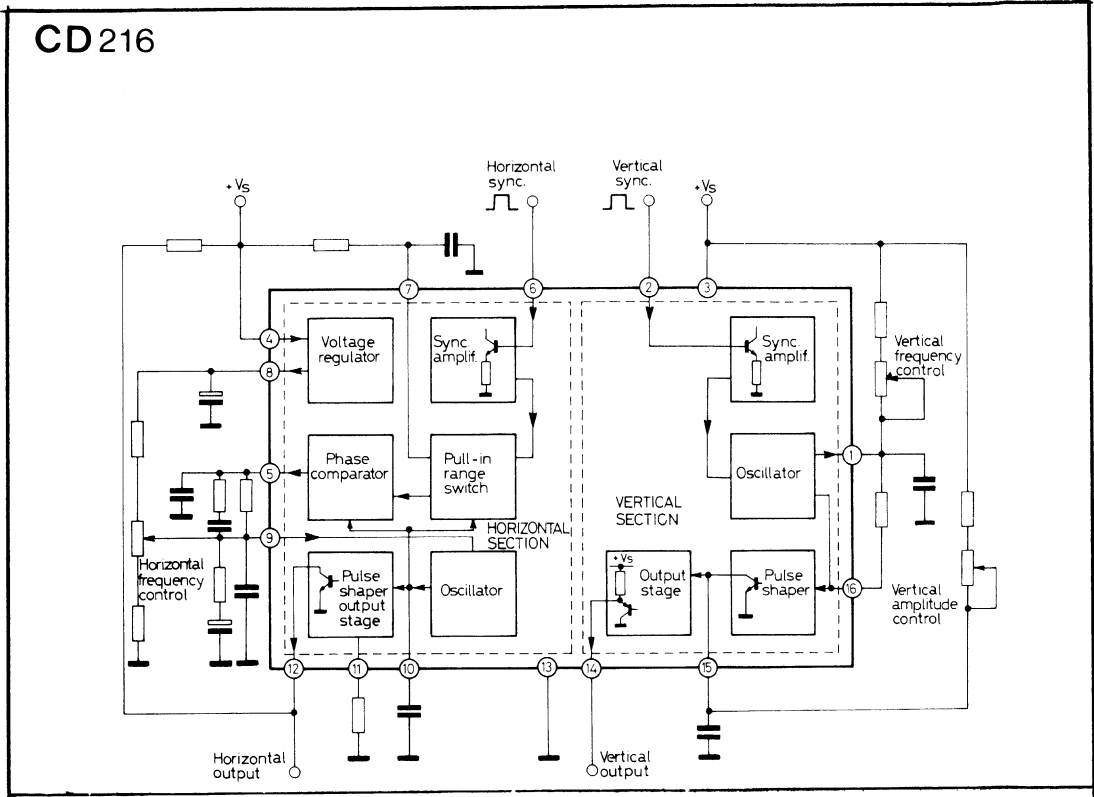 CD 216
Horizontal
sync.
Vertical
sync.
+Vs
+Vs
7
6
2
3
4
Voltage
regulator
Sync.
amplif.
Sync.
amplif.
Vertical
frequency
control
8
5
Phase
comparator
Pull-in
range
switch
Oscillator
1
VERTICAL
SECTION
HORIZONTAL
SECTION
9
Horizontal
frequency
control
Pulse
shaper
output
stage
Oscillator
+Vs
Output
stage
Pulse
shaper
16
Vertical
amplitude
control
12
11
10
13
14
15
Horizontal
output
Vertical
output